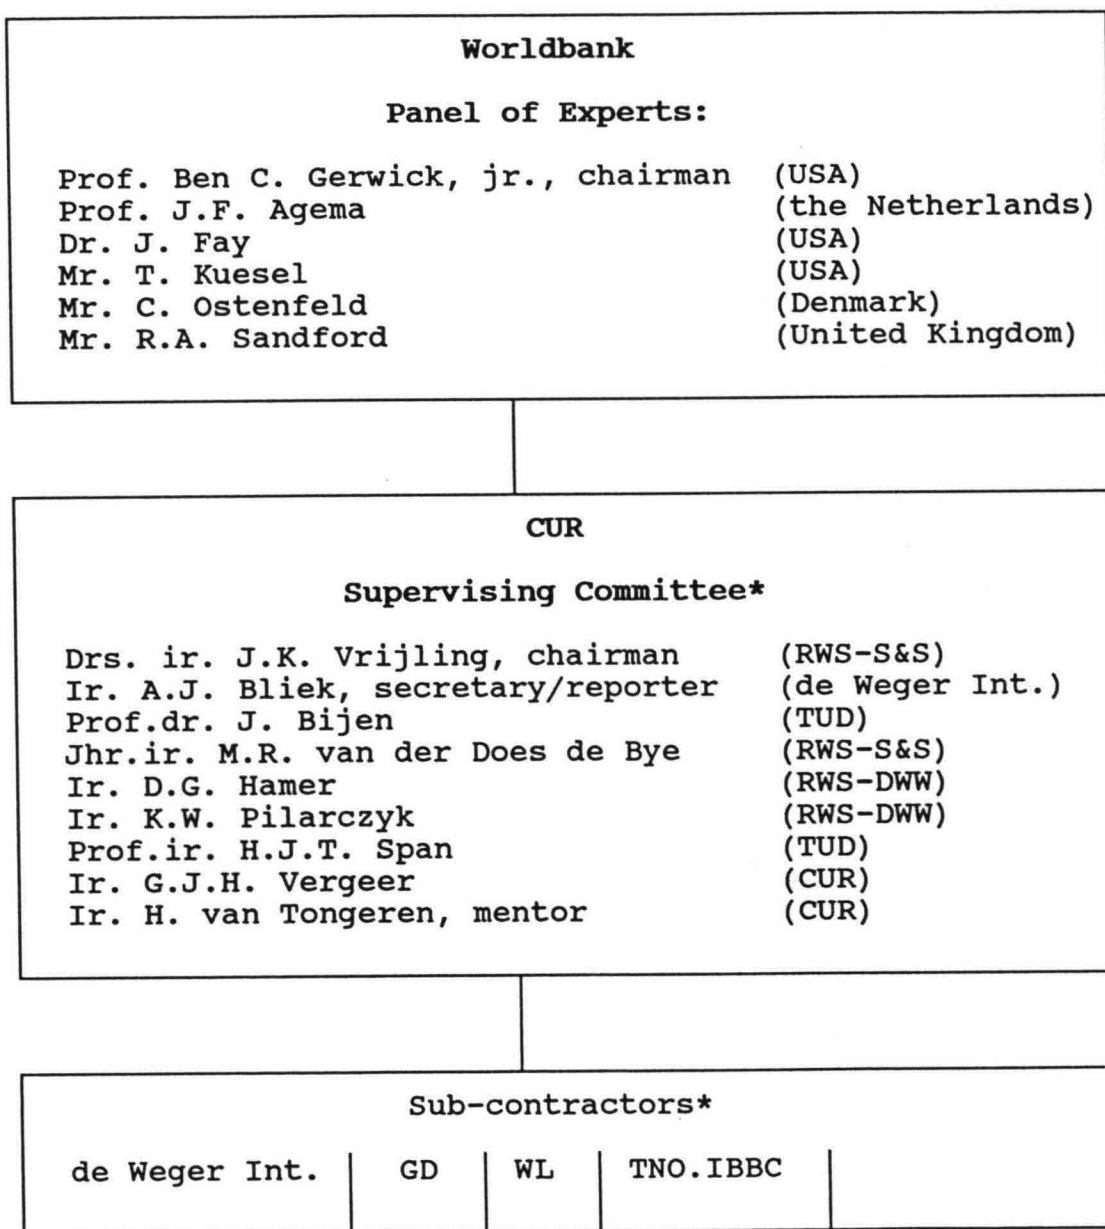 Worldbank
Panel of Experts:
Prof. Ben C. Gerwick, jr., chairman (USA)
Prof. J.F. Agema (the Netherlands)
Dr. J. Fay (USA)
Mr. T. Kuesel (USA)
Mr. C. Ostenfeld (Denmark)
Mr. R.A. Sandford (United Kingdom)
CUR
Supervising Committee*
Drs. ir. J.K. Vrijling, chairman (RWS-S&S)
Ir. A.J. Bliek, secretary/reporter (de Weger Int.)
Prof.dr. J. Bijen (TUD)
Jhr.ir. M.R. van der Does de Bye (RWS-S&S)
Ir. D.G. Hamer (RWS-DWW)
Ir. K.W. Pilarczyk (RWS-DWW)
Prof.ir. H.J.T. Span (TUD)
Ir. G.J.H. Vergeer (CUR)
Ir. H. van Tongeren, mentor (CUR)
Sub-contractors*
de Weger Int. GD WL TNO.IBBC